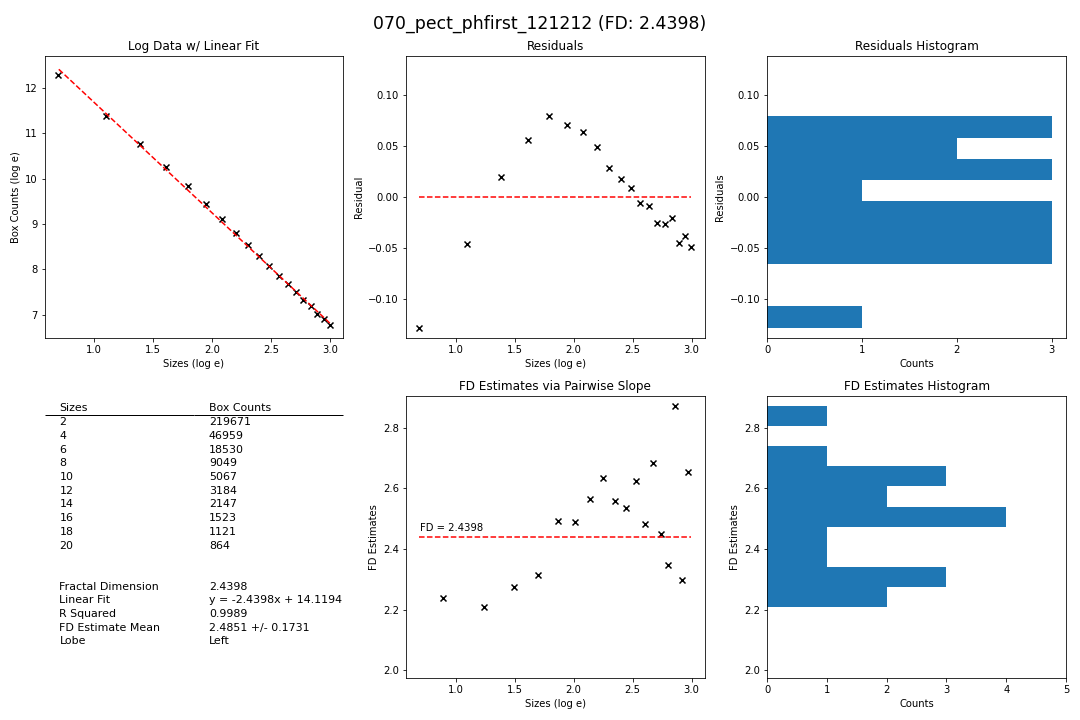 070_pect_phfirst_121212 (FD: 2.4398)
Log Data w/ Linear Fit
Box Counts (log e)
12
11
10
9
8
7
1.0 1.5 2.0 2.5 3.0
Sizes (log e)
Residuals
Residual
0.10
0.05
0.00
−0.05
−0.10
1.0 1.5 2.0 2.5 3.0
Sizes (log e)
Residuals Histogram
Residuals
0.10
0.05
0.00
−0.05
−0.10
0 1 2 3
Counts
Sizes Box Counts
2 219671
4 46959
6 18530
8 9049
10 5067
12 3184
14 2147
16 1523
18 1121
20 864
Fractal Dimension 2.4398
Linear Fit y = -2.4398x + 14.1194
R Squared 0.9989
FD Estimate Mean 2.4851 +/- 0.1731
Lobe Left
FD Estimates via Pairwise Slope
FD Estimates
2.8
2.6
2.4
2.2
2.0
FD = 2.4398
1.0 1.5 2.0 2.5 3.0
Sizes (log e)
FD Estimates Histogram
FD Estimates
2.8
2.6
2.4
2.2
2.0
0 1 2 3 4 5
Counts